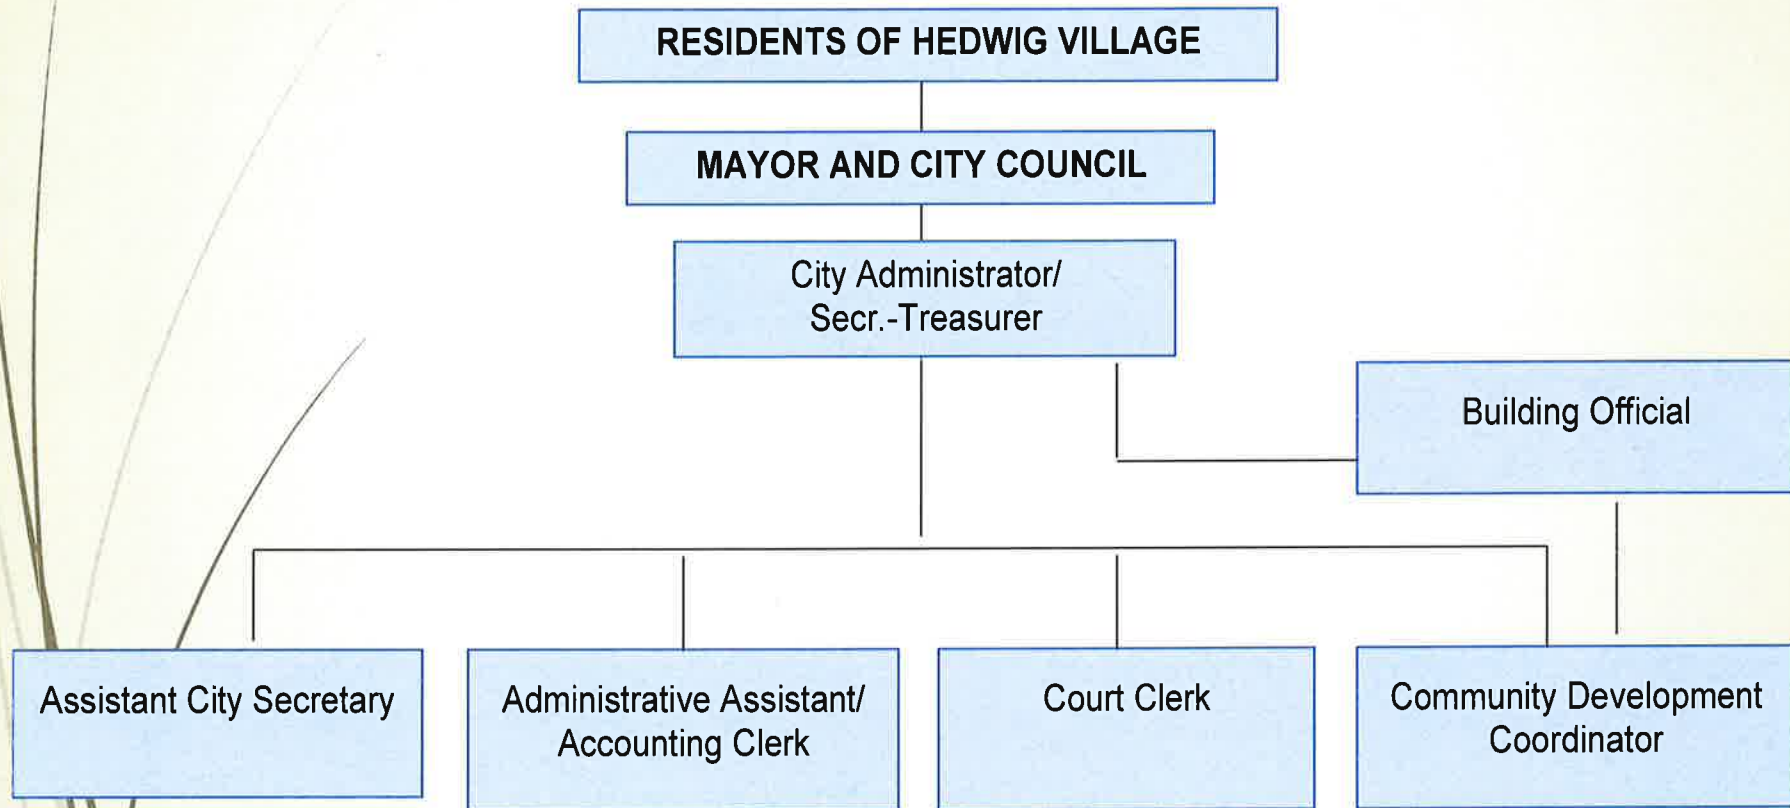 RESIDENTS OF HEDWIG VILLAGE
MAYOR AND CITY COUNCIL
City Administrator/
Secr.-Treasurer
Building Official
Assistant City Secretary
Administrative Assistant/
Accounting Clerk
Court Clerk
Community Development
Coordinator